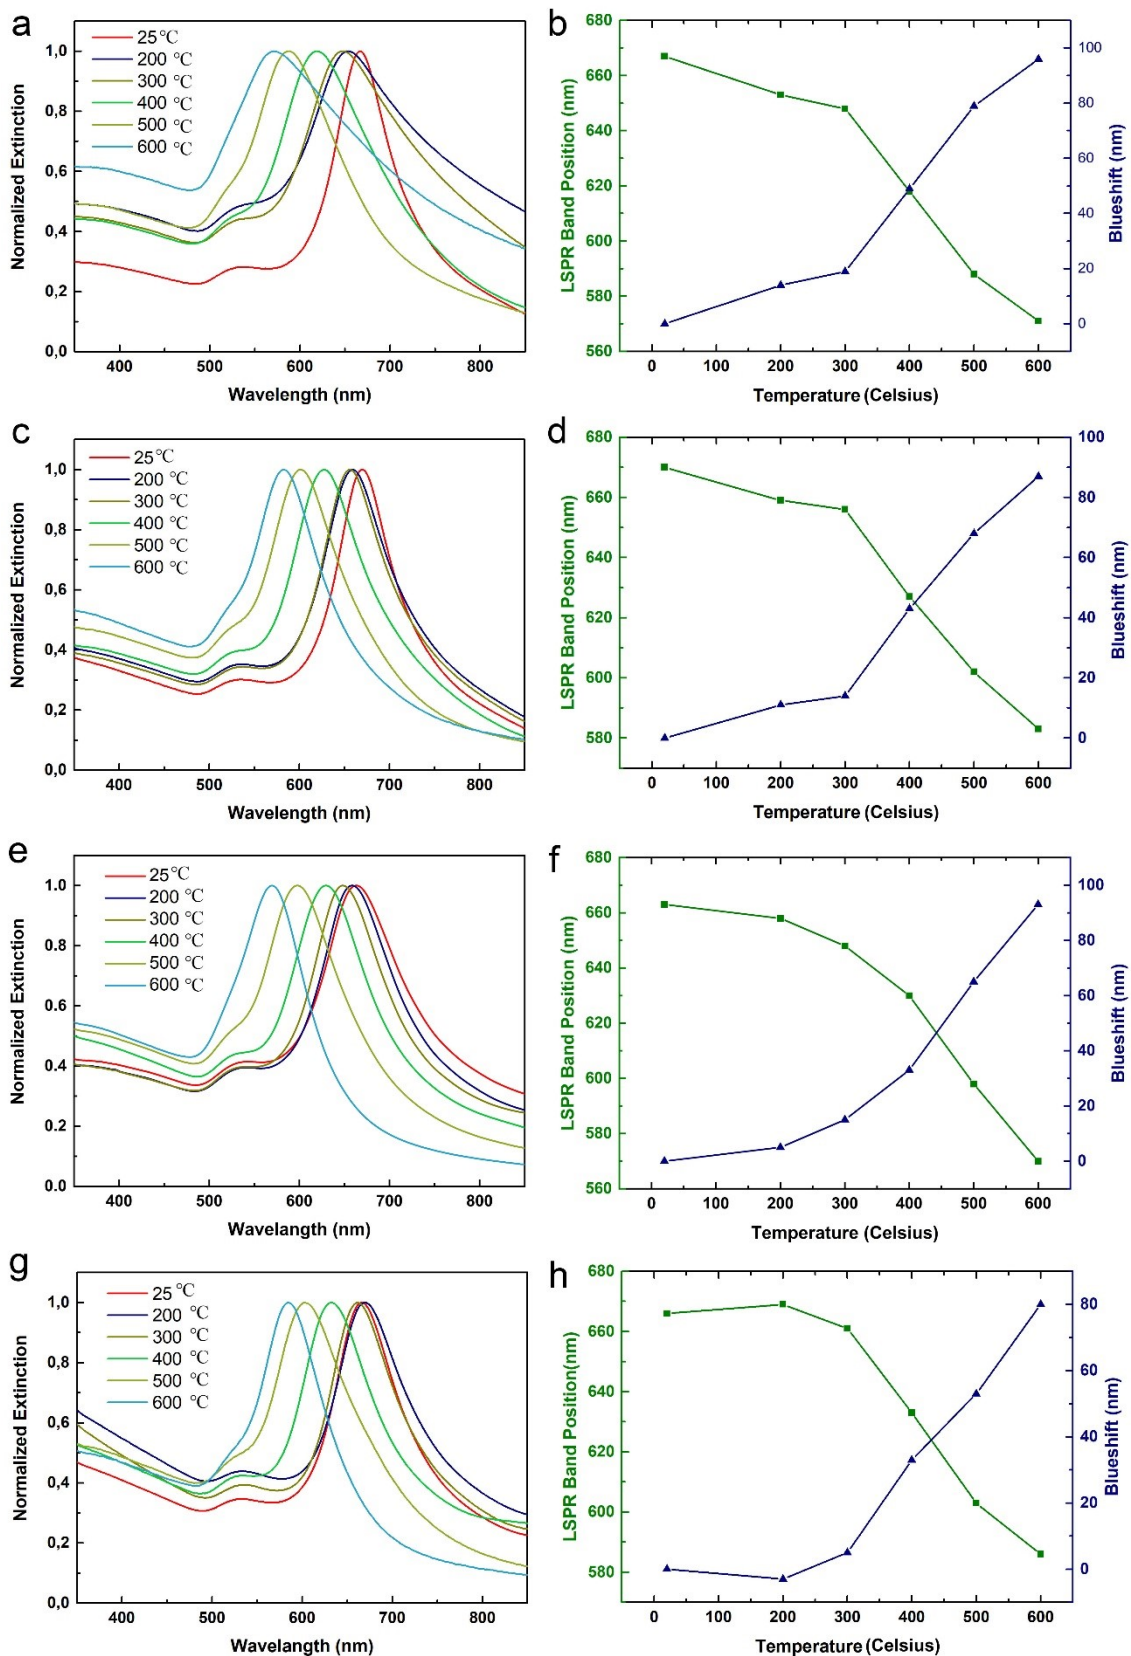 a
25℃
200 ℃
300 ℃
400 ℃
500 ℃
600 ℃
1,0
0,8
0,6
0,4
0,2
0,0
Normalized Extinction
400 500 600 700 800
Wavelength (nm)
b
680
660
640
620
600
580
560
LSPR Band Position (nm)
100
80
60
40
20
0
Blueshift (nm)
0 100 200 300 400 500 600
Temperature (Celsius)
c
25℃
200 ℃
300 ℃
400 ℃
500 ℃
600 ℃
1,0
0,8
0,6
0,4
0,2
0,0
Normalized Extinction
400 500 600 700 800
Wavelength (nm)
d
680
660
640
620
600
580
LSPR Band Position (nm)
100
80
60
40
20
0
Blueshift (nm)
0 100 200 300 400 500 600
Temperature (Celsius)
e
25℃
200 ℃
300 ℃
400 ℃
500 ℃
600 ℃
1,0
0,8
0,6
0,4
0,2
0,0
Normalized Extinction
400 500 600 700 800
Wavelangth (nm)
f
680
660
640
620
600
580
560
LSPR Band Position (nm)
100
80
60
40
20
0
Blueshift (nm)
0 100 200 300 400 500 600
Temperature (Celsius)
g
25 ℃
200 ℃
300 ℃
400 ℃
500 ℃
600 ℃
1,0
0,8
0,6
0,4
0,2
0,0
Normalized Extinction
400 500 600 700 800
Wavelength (nm)
h
680
660
640
620
600
580
LSPR Band Position(nm)
80
60
40
20
0
Blueshift (nm)
0 100 200 300 400 500 600
Temperature (Celsius)